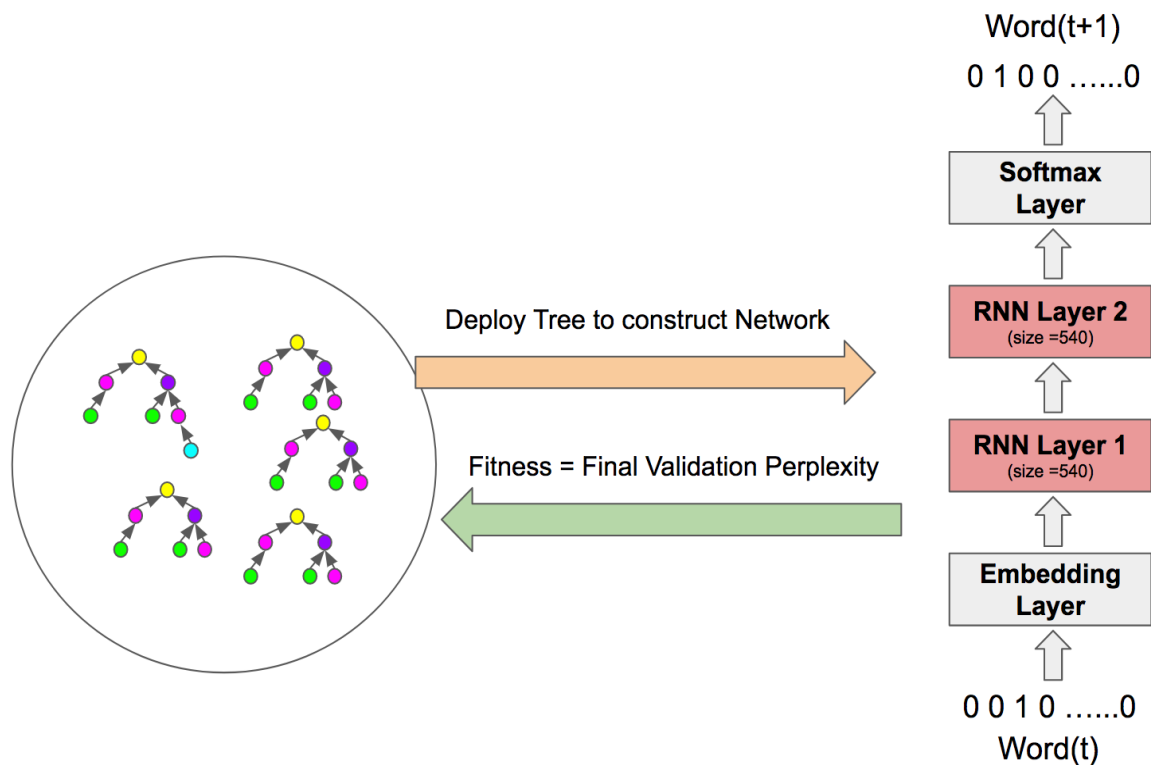 Word(t+1)
0 1 0 0 …...0
Softmax
Layer
RNN Layer 2
(size =540)
Deploy Tree to construct Network
RNN Layer 1
(size =540)
Fitness = Final Validation Perplexity
Embedding
Layer
0 0 1 0 …...0
Word(t)